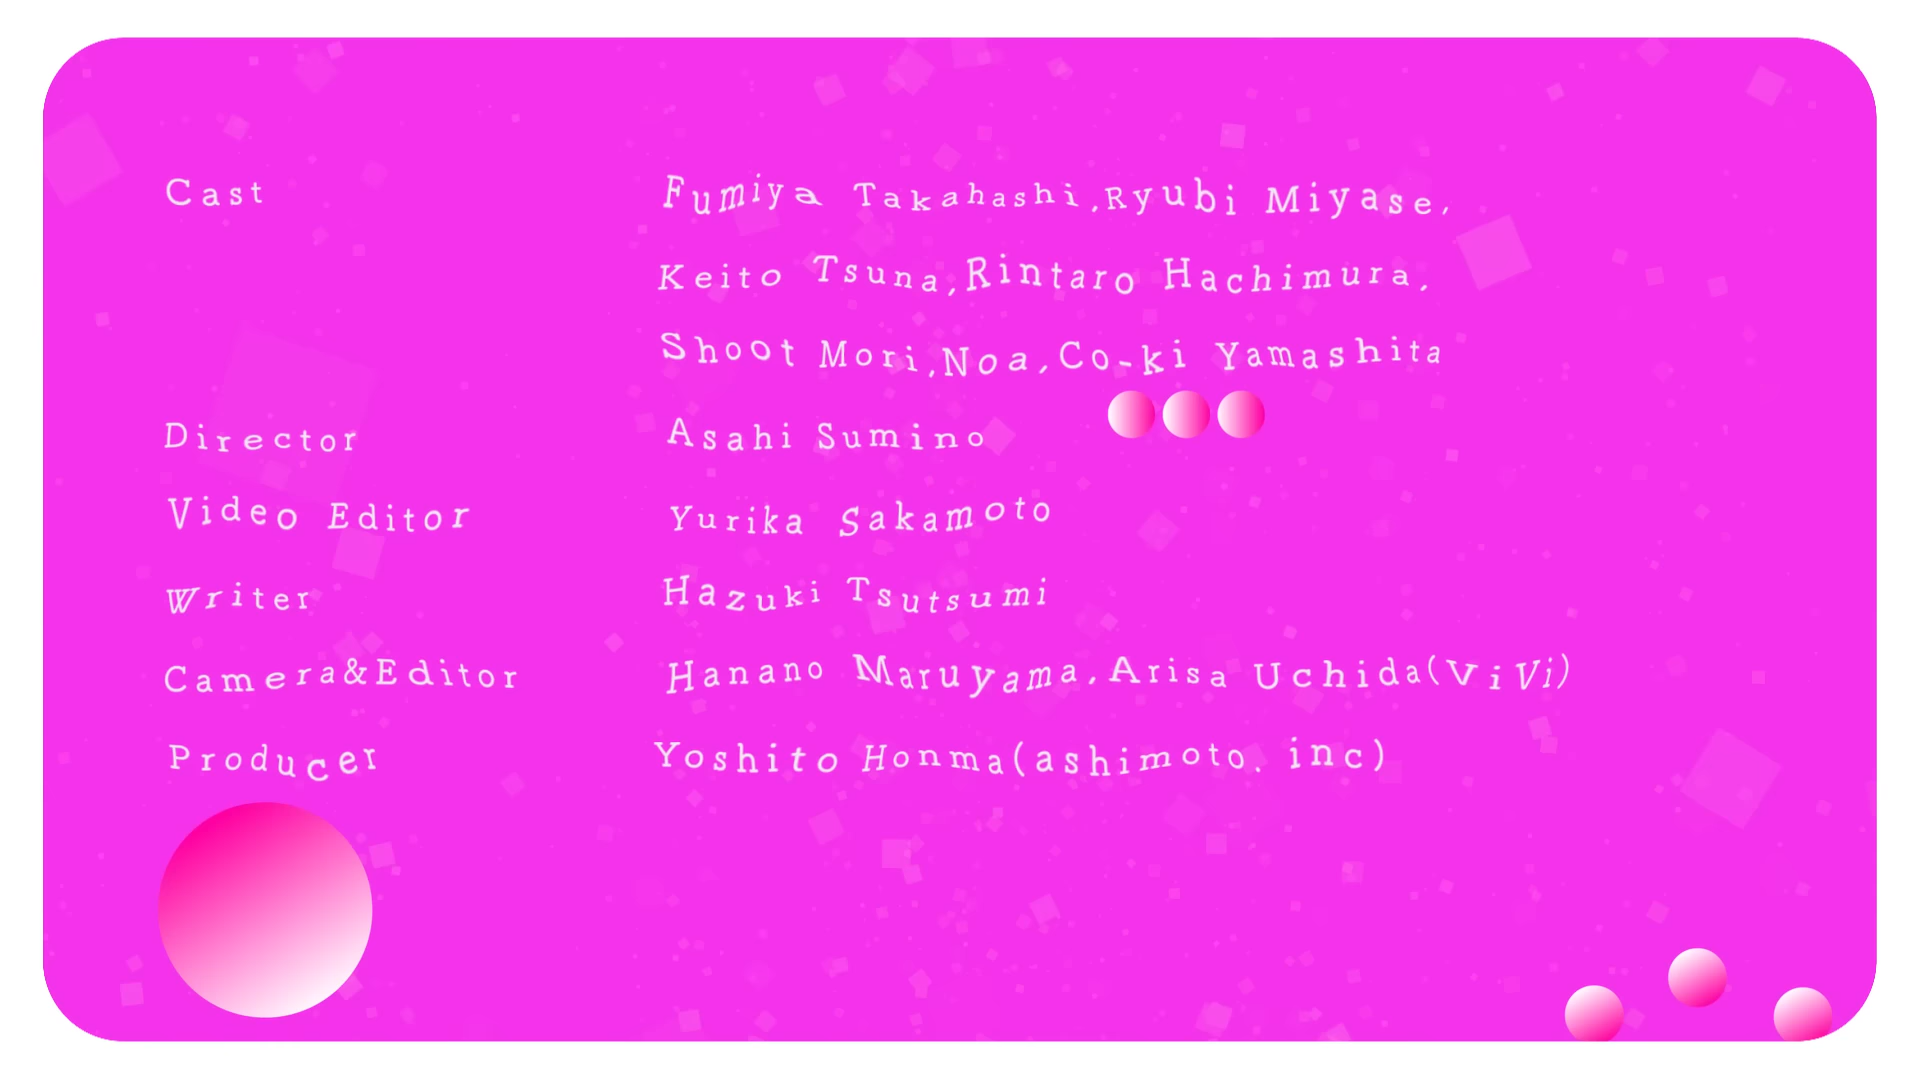 Cast Fumiya Takahashi,Ryubi Miyase,
Keito Tsuna,Rintaro Hachimura,
Shoot Mori,Noa,Co-ki Yamashita
Director Asahi Sumino
Video Editor Yurika Sakamoto
Writer Hazuki Tsutsumi
Camera&Editor Hanano Maruyama,Arisa Uchida(ViVi)
Producer Yoshito Honma(ashimoto. inc)